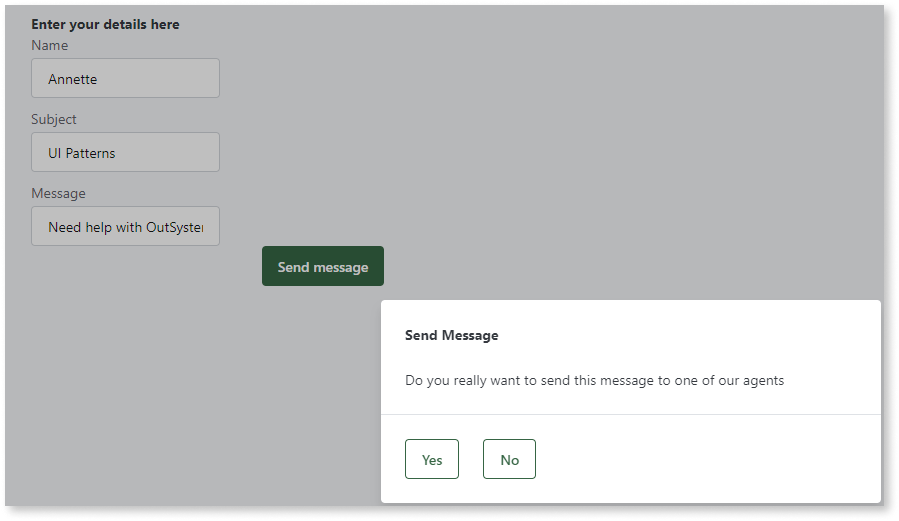 Enter your details here
Name
Annette
Subject
UI Patterns
Message
Need help with OutSyster
Send message
Send Message
Do you really want to send this message to one of our agents
Yes
No